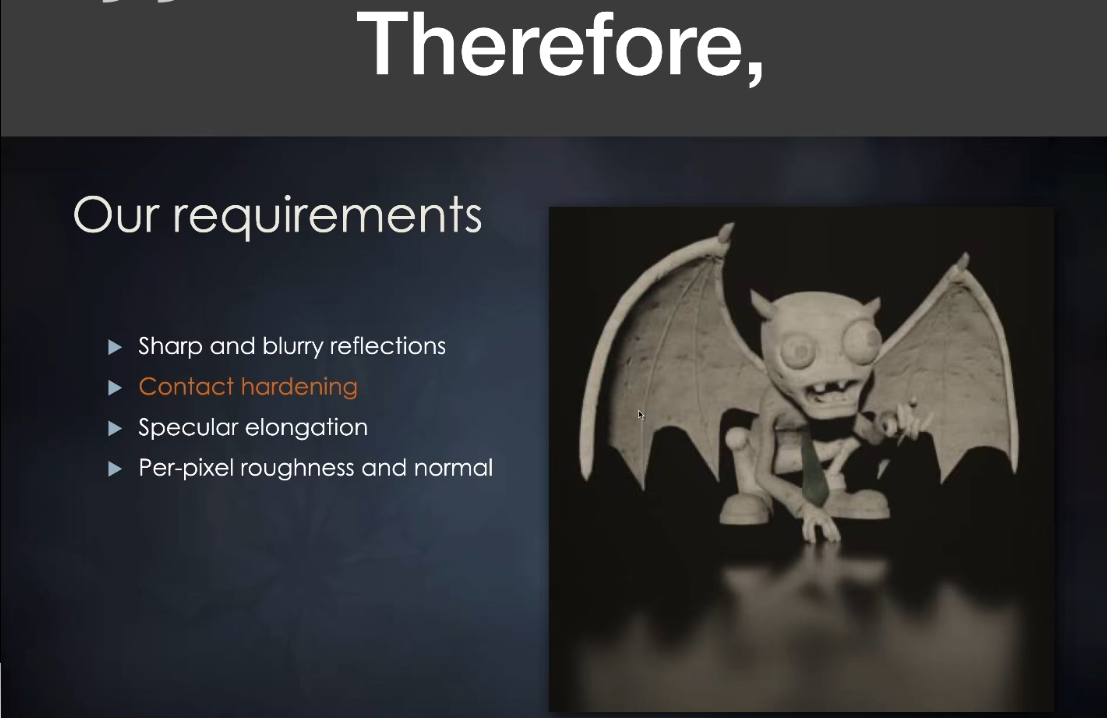 Therefore,
Our requirements
Sharp and blurry reflections
Contact hardening
Specular elongation
Per-pixel roughness and normal